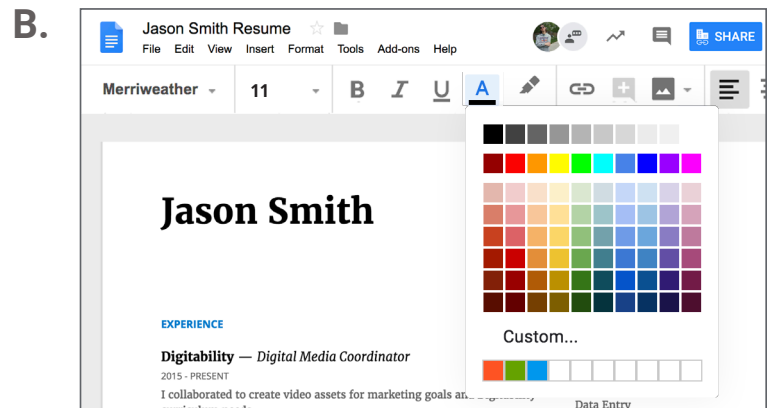 B.
Jason Smith Resume
File Edit View Insert Format Tools Add-ons Help
SHARE
Merriweather 11 B I U A
Custom...
Jason Smith
EXPERIENCE
Digitability — Digital Media Coordinator
2015 - PRESENT
I collaborated to create video assets for marketing goals and
Data Entry